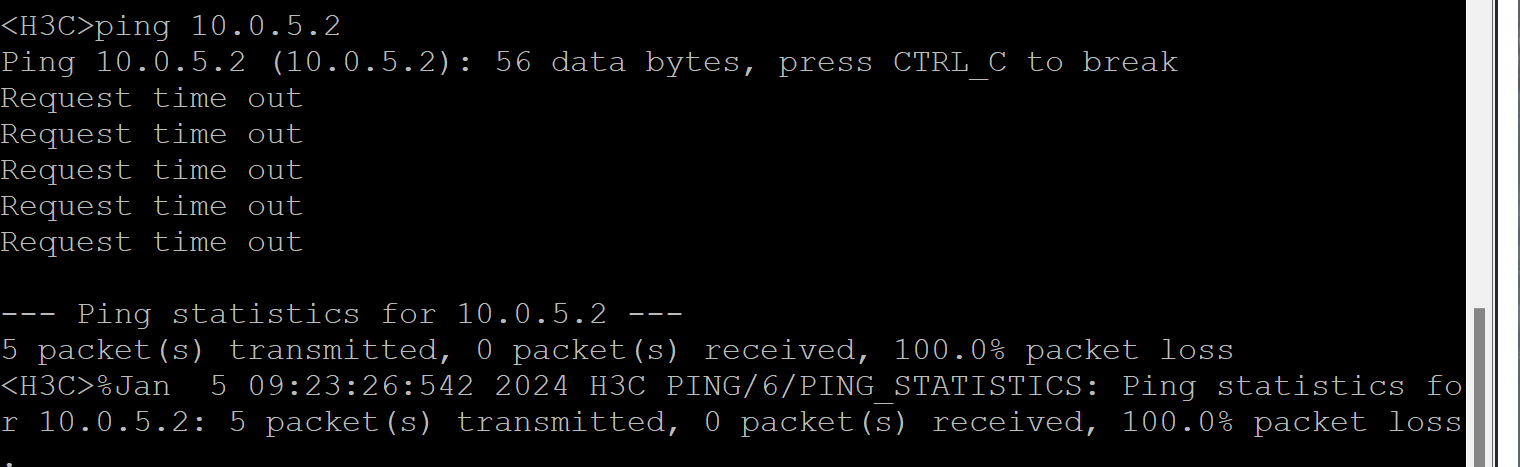 <H3C>ping 10.0.5.2
Ping 10.0.5.2 (10.0.5.2): 56 data bytes, press CTRL_C to break
Request time out
Request time out
Request time out
Request time out
Request time out
--- Ping statistics for 10.0.5.2 ---
5 packet(s) transmitted, 0 packet(s) received, 100.0% packet loss
<H3C>%Jan  5 09:23:26:542 2024 H3C PING/6/PING_STATISTICS: Ping statistics fo
r 10.0.5.2: 5 packet(s) transmitted, 0 packet(s) received, 100.0% packet loss
.